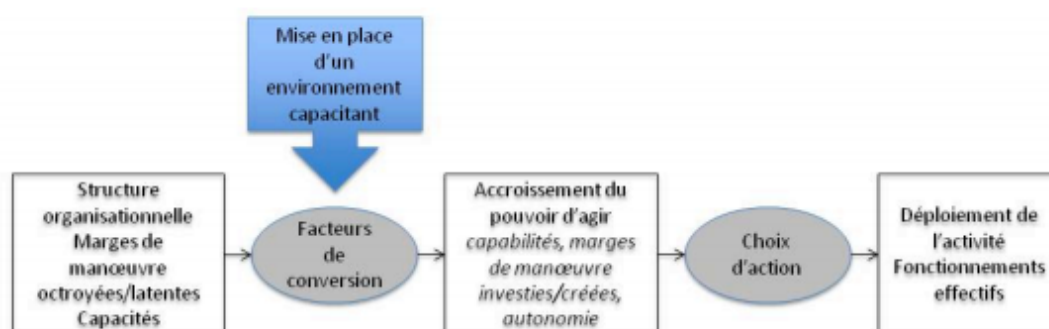 Mise en place
d'un
environnement
capacitant
Structure
organisationnelle
Marges de
manœuvre
octroyées/latentes
Capacités
Facteurs
de
conversion
Accroissement du
pouvoir d'agir
capabilités, marges
de manœuvre
investies/créées,
autonomie
Choix
d'action
Déploiement de
l'activité
Fonctionnements
effectifs